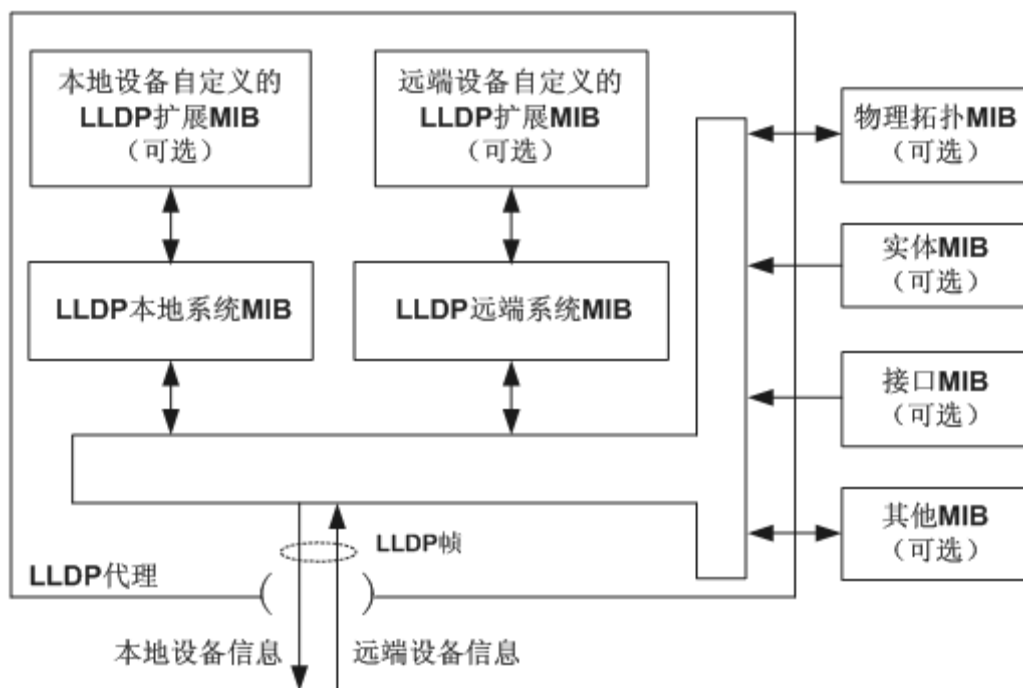 本地设备自定义的
LLDP扩展MIB
（可选）
远端设备自定义的
LLDP扩展MIB
（可选）
物理拓扑MIB
（可选）
实体MIB
（可选）
LLDP本地系统MIB
LLDP远端系统MIB
接口MIB
（可选）
其他MIB
（可选）
LLDP帧
LLDP代理
本地设备信息
远端设备信息